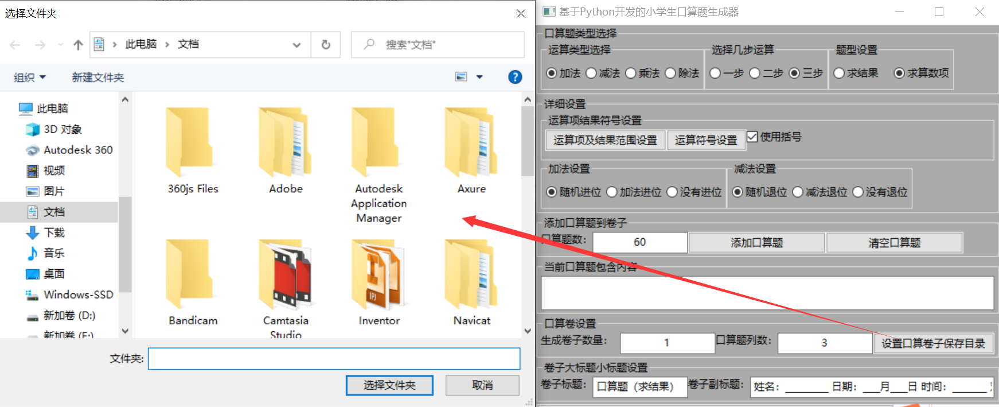 选择文件夹
此电脑
文档
搜索"文档"
组织
新建文件夹
此电脑
3D 对象
Autodesk 360
视频
图片
文档
下载
音乐
桌面
Windows-SSD
新加卷 (D:)
新加卷 (E:)
360js Files
Adobe
Autodesk
Application
Manager
Axure
Bandicam
Camtasia
Studio
Inventor
IPJ
Navicat
文件夹:
选择文件夹
取消
基于Python开发的小学生口算题生成器
口算题类型选择
运算类型选择
选择几步运算
题型设置
加法 减法 乘法 除法
一步 二步 三步
求结果 求算数项
详细设置
运算项结果符号设置
运算项及结果范围设置
运算符号设置
使用括号
加法设置
减法设置
随机进位 加法进位 没有进位
随机退位 减法退位 没有退位
添加口算题到卷子
口算题数:
60
添加口算题
清空口算题
当前口算题包含内容
口算卷设置
生成卷子数量:
1
口算题列数:
3
设置口算卷子保存目录
卷子大标题小标题设置
卷子标题:
口算题（求结果）
卷子副标题:
姓名：________ 日期：___月___日 时间：______